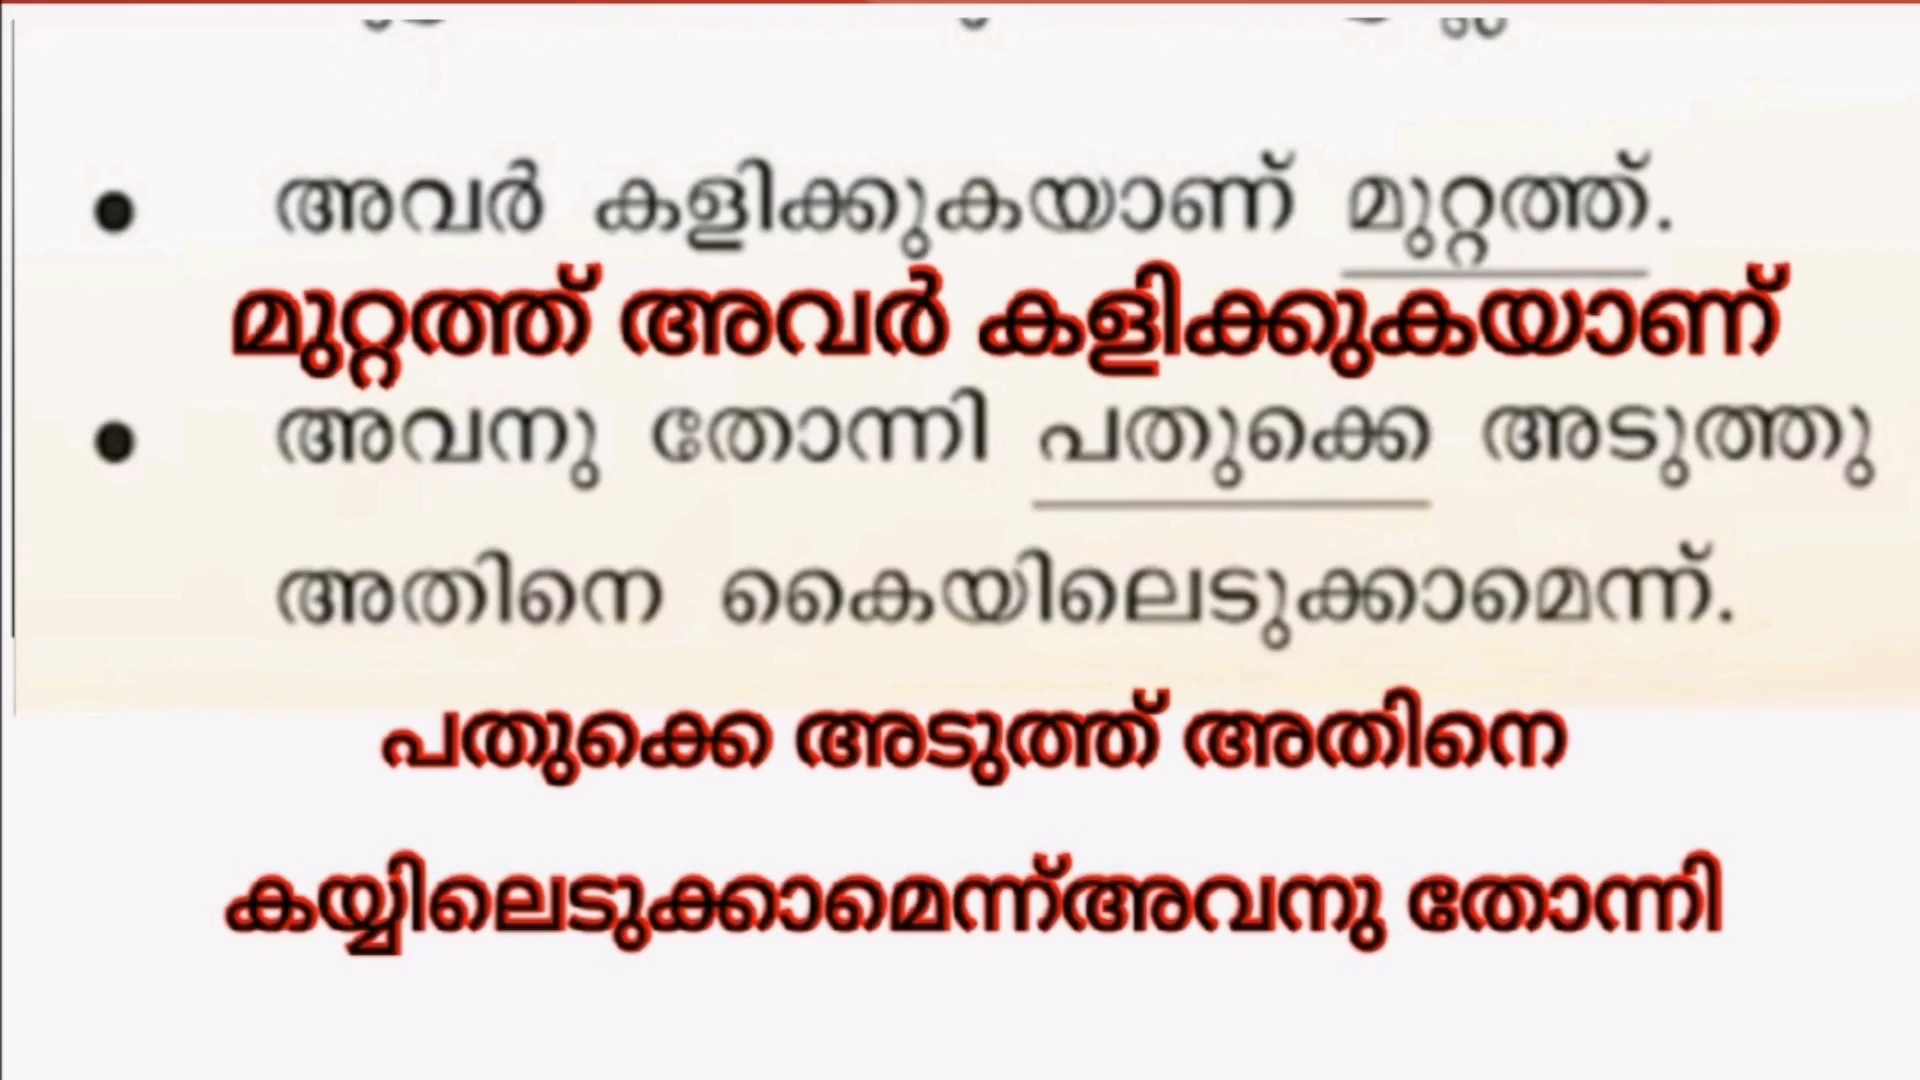 • അവർ കളിക്കുകയാണ് മുറ്റത്ത്.
മുറ്റത്ത് അവർ കളിക്കുകയാണ്
• അവനു തോന്നി പതുക്കെ അടുത്തു
അതിനെ കൈയിലെടുക്കാമെന്ന്.
പതുക്കെ അടുത്ത് അതിനെ
കയ്യിലെടുക്കാമെന്ന്അവനു തോന്നി